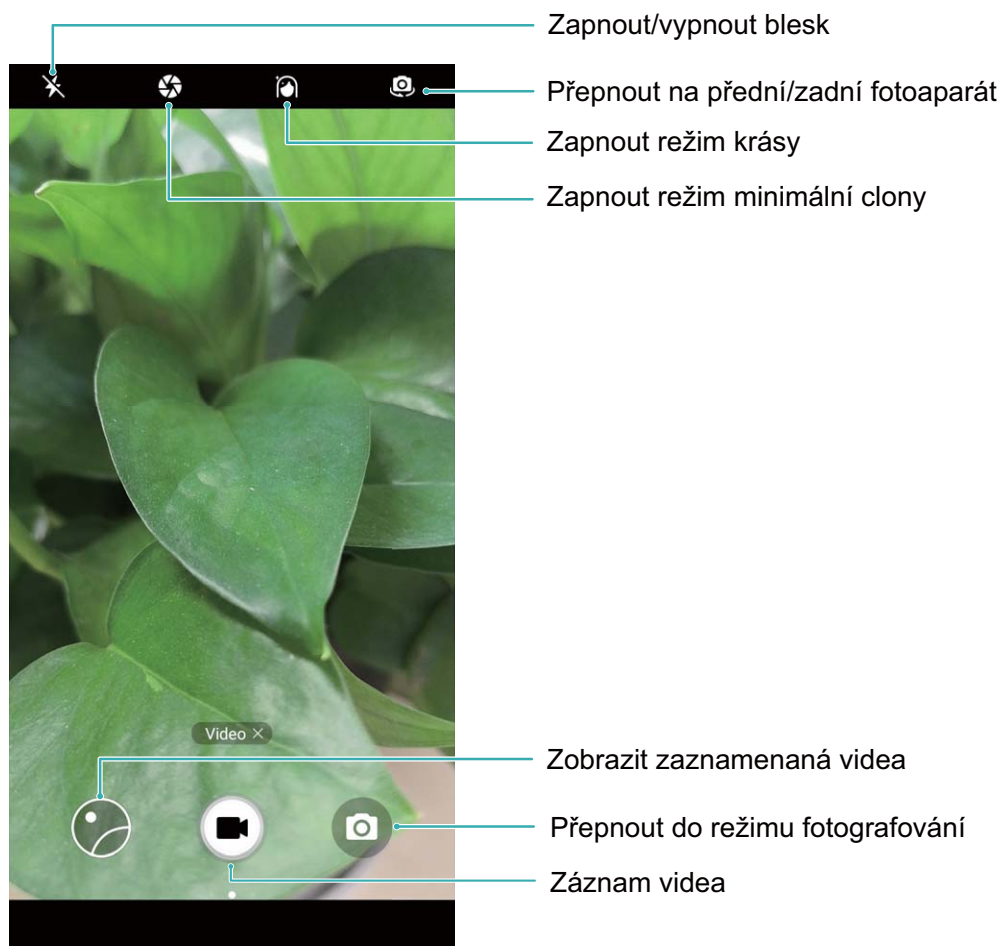 Zapnout/vypnout blesk
Přepnout na přední/zadní fotoaparát
Zapnout režim krásy
Zapnout režim minimální clony
Video ×
Zobrazit zaznamenaná videa
Přepnout do režimu fotografování
Záznam videa